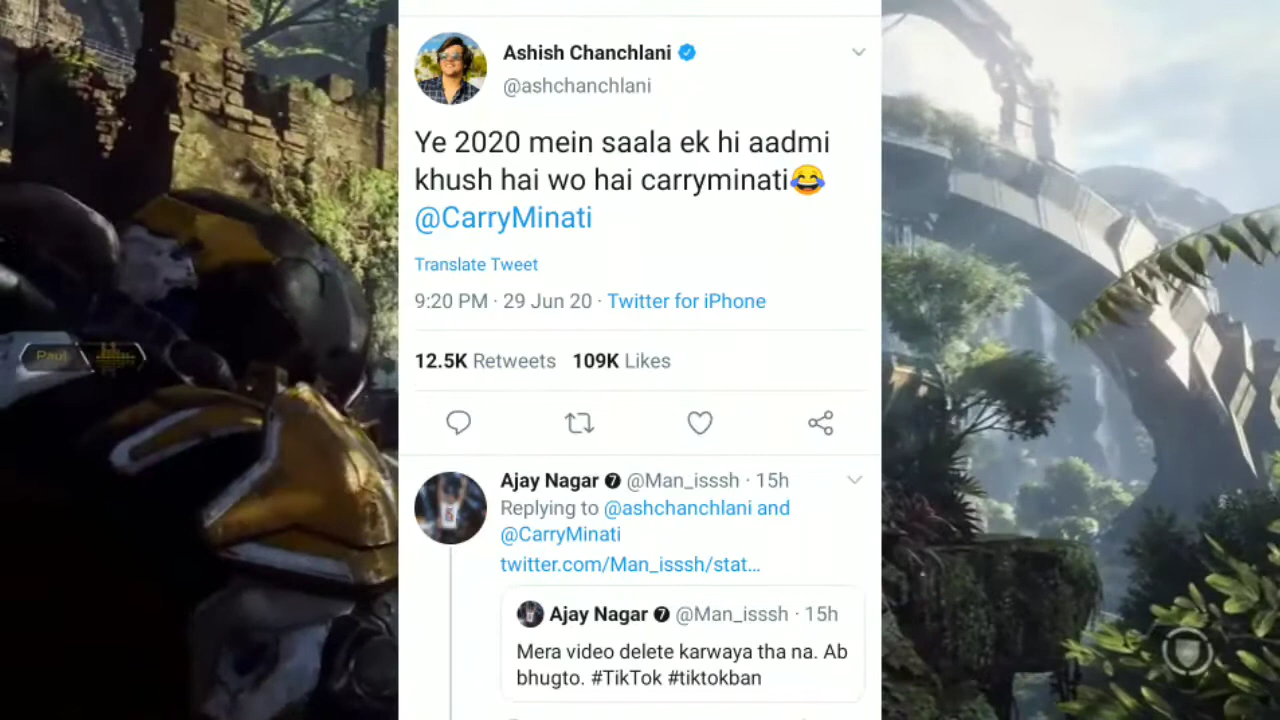 Ashish Chanchlani
@ashchanchlani
Ye 2020 mein saala ek hi aadmi
khush hai wo hai carryminati😂
@CarryMinati
Translate Tweet
9:20 PM · 29 Jun 20 · Twitter for iPhone
12.5K Retweets 109K Likes
Ajay Nagar ❼ @Man_isssh · 15h
Replying to @ashchanchlani and
@CarryMinati
twitter.com/Man_isssh/stat...
Ajay Nagar ❼ @Man_isssh · 15h
Mera video delete karwaya tha na. Ab
bhugto. #TikTok #tiktokban
Paul